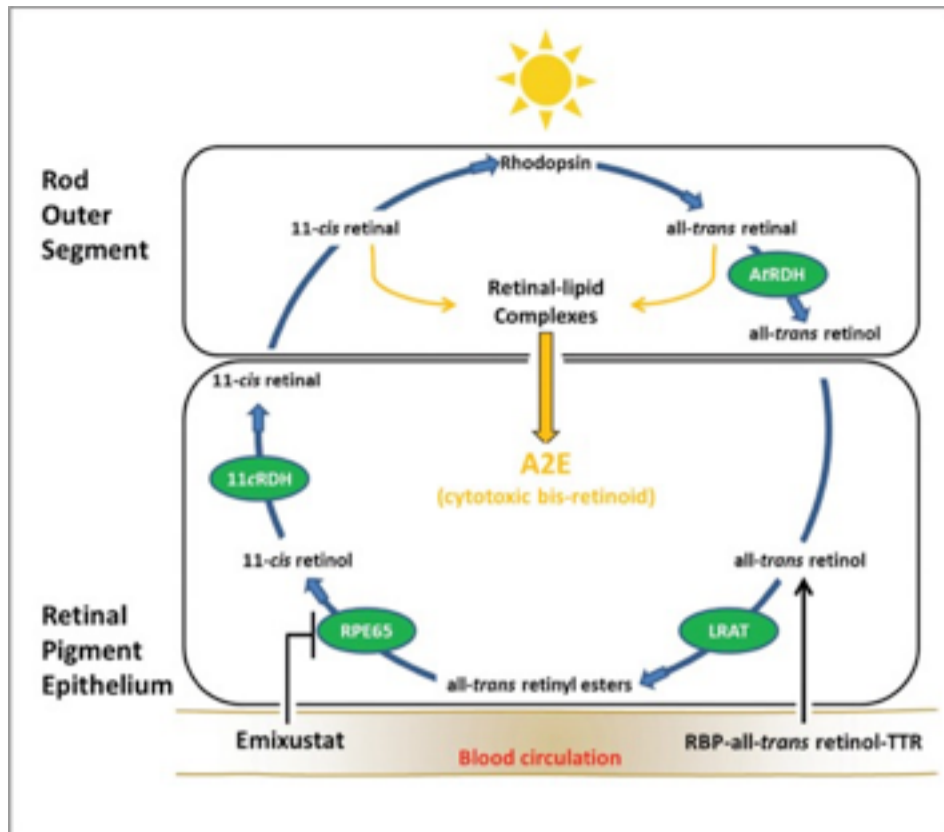 Rod
Outer
Segment
Rhodopsin
11-cis retinal
all-trans retinal
AtRDH
Retinal-lipid
Complexes
all-trans retinol
11-cis retinal
11cRDH
A2E
(cytotoxic bis-retinoid)
11-cis retinol
all-trans retinol
Retinal
Pigment
Epithelium
RPE65
LRAT
all-trans retinyl esters
Emixustat
RBP-all-trans retinol-TTR
Blood circulation